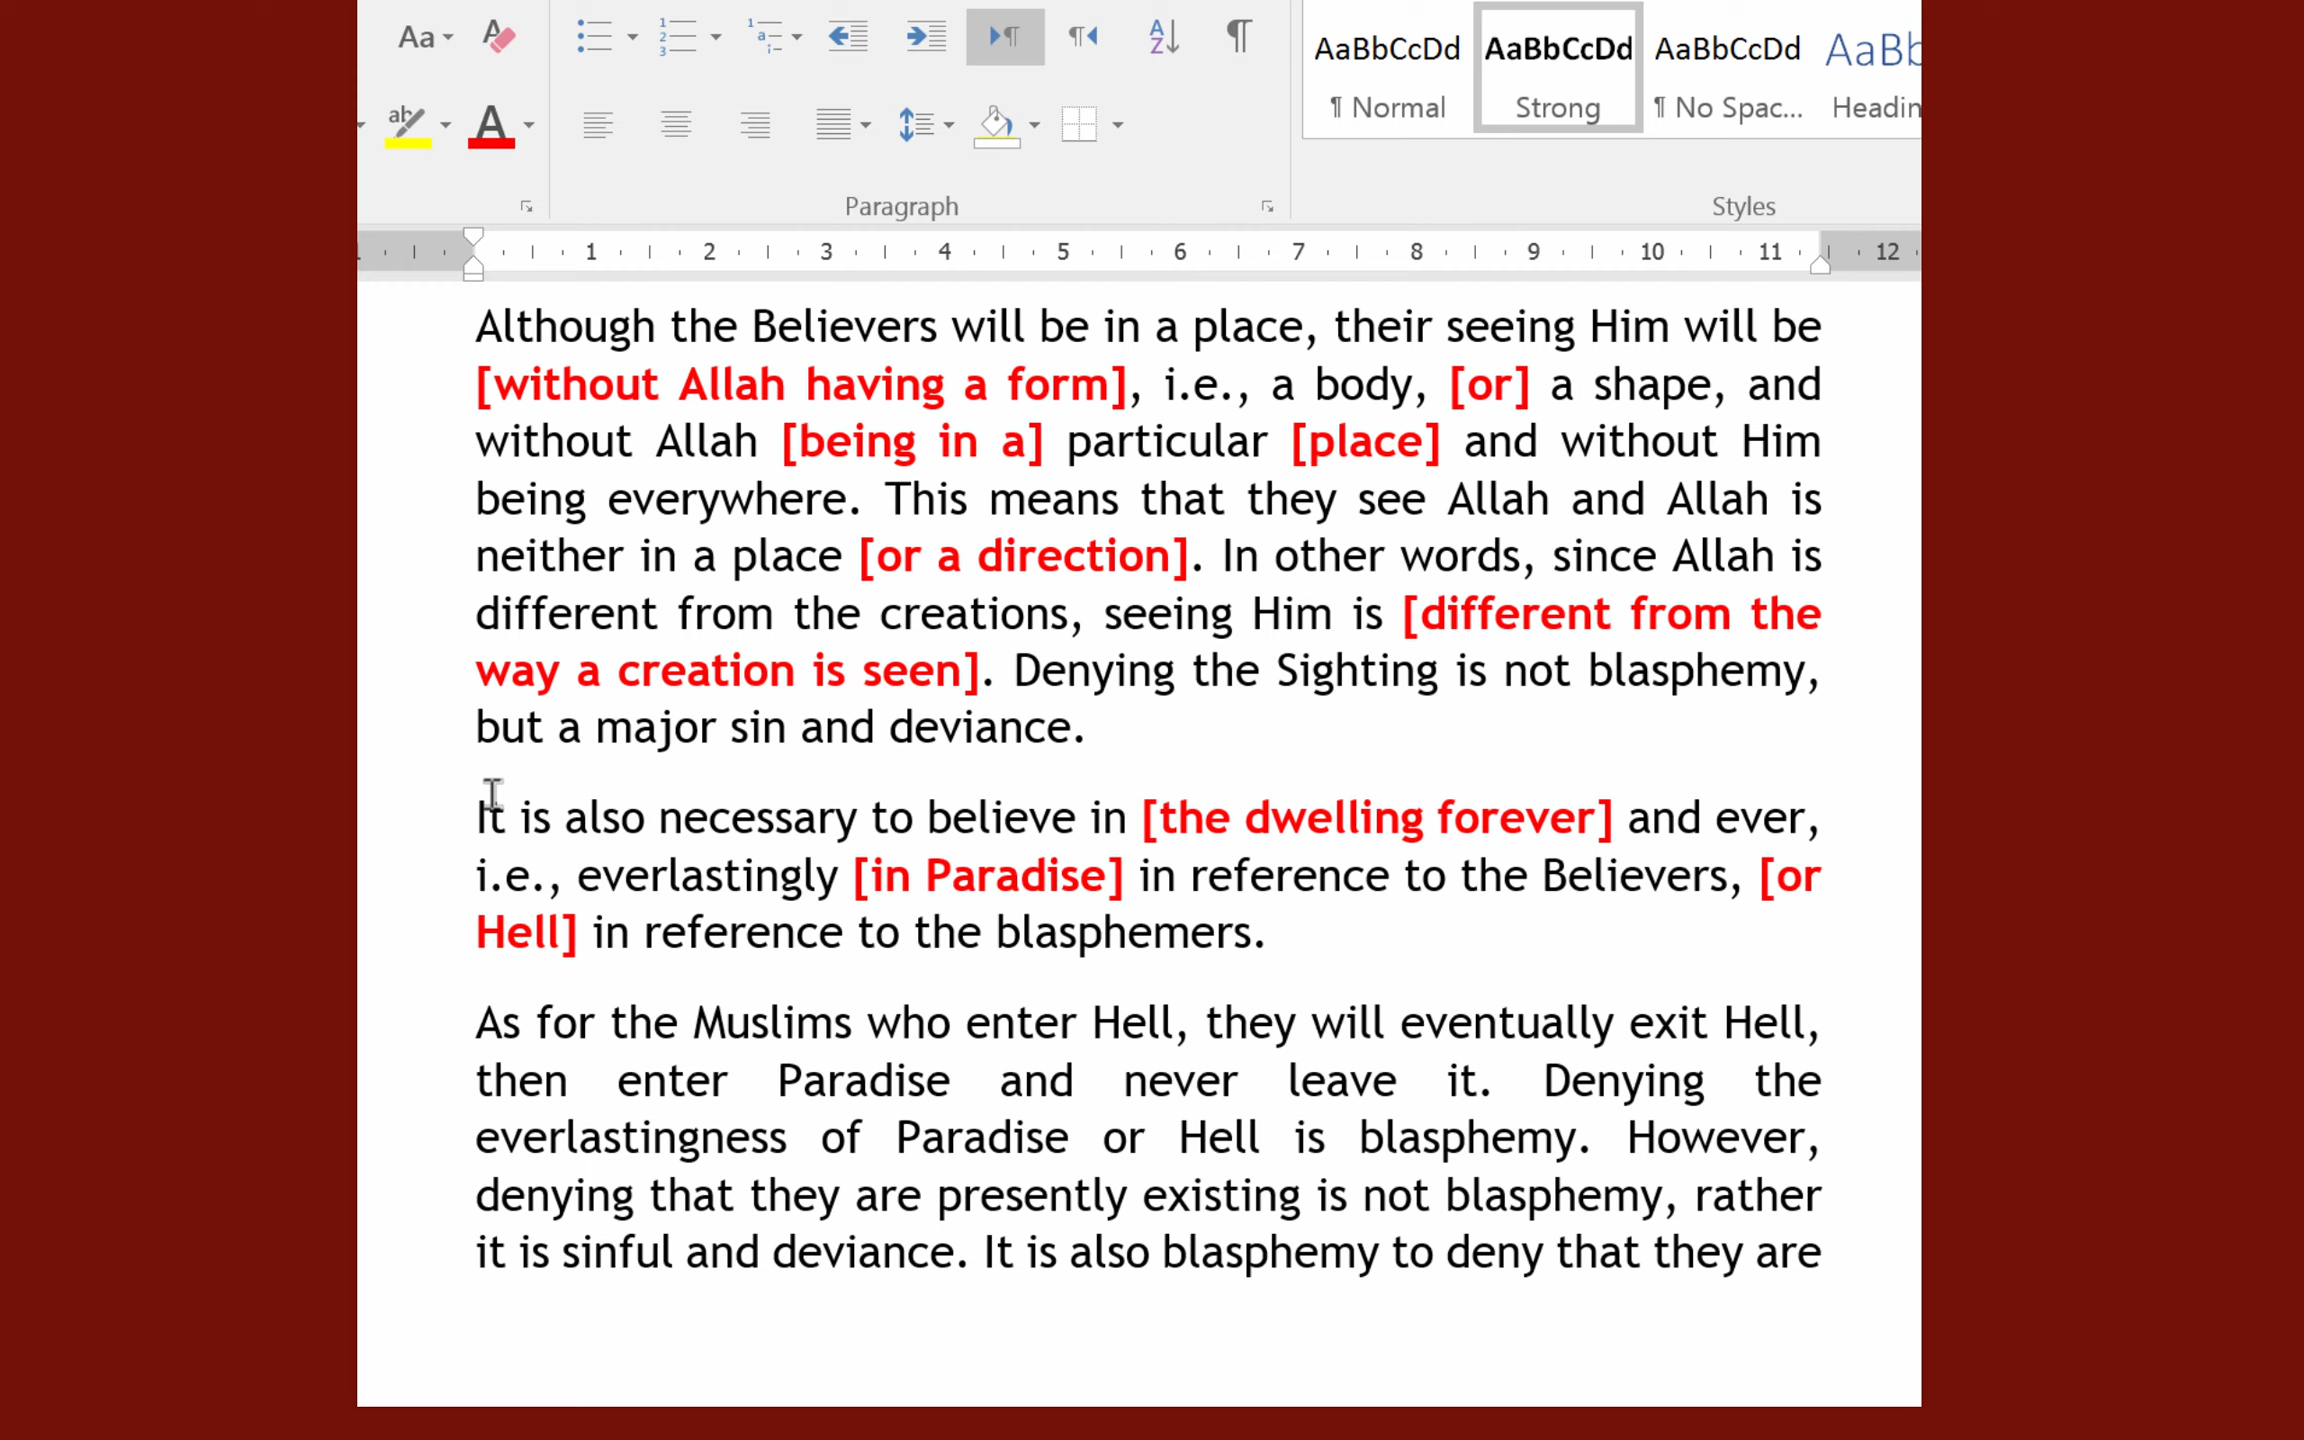 Aa
AaBbCcDd AaBbCcDd AaBbCcDd AaBb
¶ Normal Strong ¶ No Spac... Headin
Paragraph Styles
1 2 3 4 5 6 7 8 9 10 11 12
Although the Believers will be in a place, their seeing Him will be
[without Allah having a form], i.e., a body, [or] a shape, and
without Allah [being in a] particular [place] and without Him
being everywhere. This means that they see Allah and Allah is
neither in a place [or a direction]. In other words, since Allah is
different from the creations, seeing Him is [different from the
way a creation is seen]. Denying the Sighting is not blasphemy,
but a major sin and deviance.
It is also necessary to believe in [the dwelling forever] and ever,
i.e., everlastingly [in Paradise] in reference to the Believers, [or
Hell] in reference to the blasphemers.
As for the Muslims who enter Hell, they will eventually exit Hell,
then enter Paradise and never leave it. Denying the
everlastingness of Paradise or Hell is blasphemy. However,
denying that they are presently existing is not blasphemy, rather
it is sinful and deviance. It is also blasphemy to deny that they are